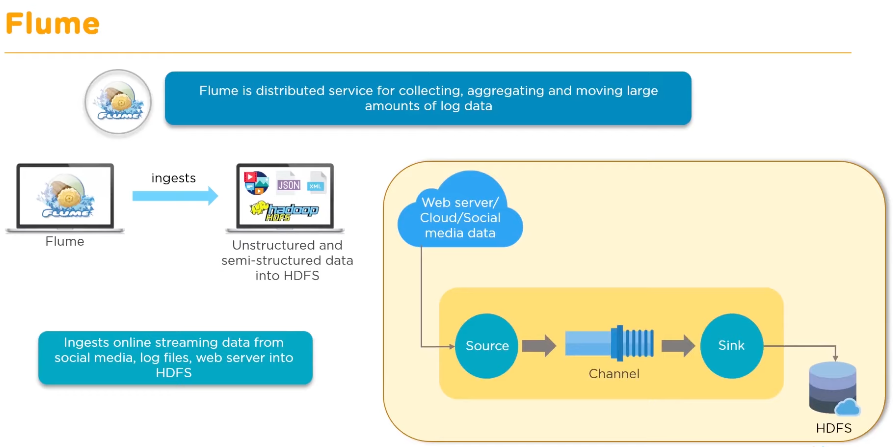 Flume
FLUME
Flume is distributed service for collecting, aggregating and moving large
amounts of log data
ingests
FLUME
JSON
XML
hadoop
HDFS
Flume
Unstructured and
semi-structured data
into HDFS
Ingests online streaming data from
social media, log files, web server into
HDFS
Web server/
Cloud/Social
media data
Source
Channel
Sink
HDFS